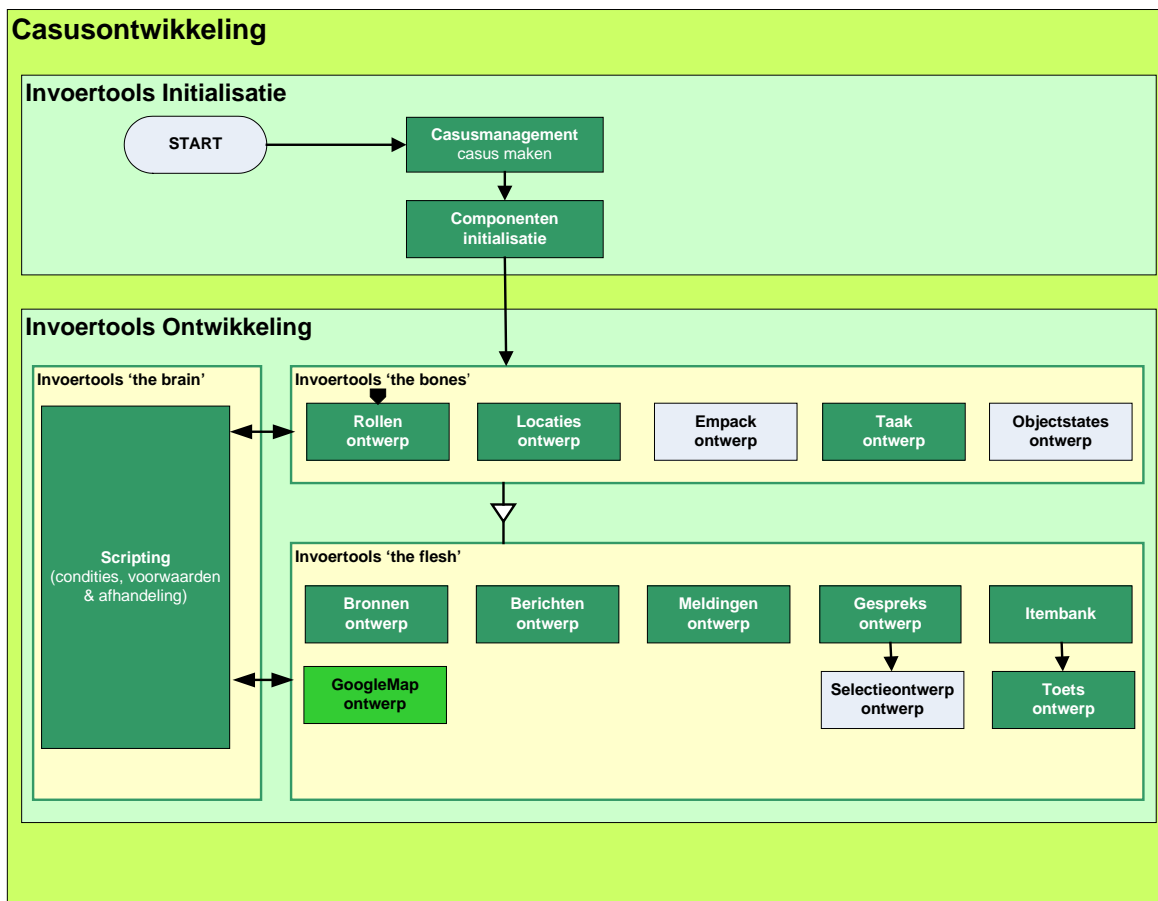 Casusontwikkeling
Invoertools Initialisatie
START
Casusmanagement
casus maken
Componenten
initialisatie
Invoertools Ontwikkeling
Invoertools ‘the brain’
Scripting
(condities, voorwaarden
& afhandeling)
Invoertools ‘the bones’
Rollen
ontwerp
Locaties
ontwerp
Empack
ontwerp
Taak
ontwerp
Objectstates
ontwerp
Invoertools ‘the flesh’
Bronnen
ontwerp
Berichten
ontwerp
Meldingen
ontwerp
Gespreks
ontwerp
Itembank
GoogleMap
ontwerp
Selectieontwerp
ontwerp
Toets
ontwerp